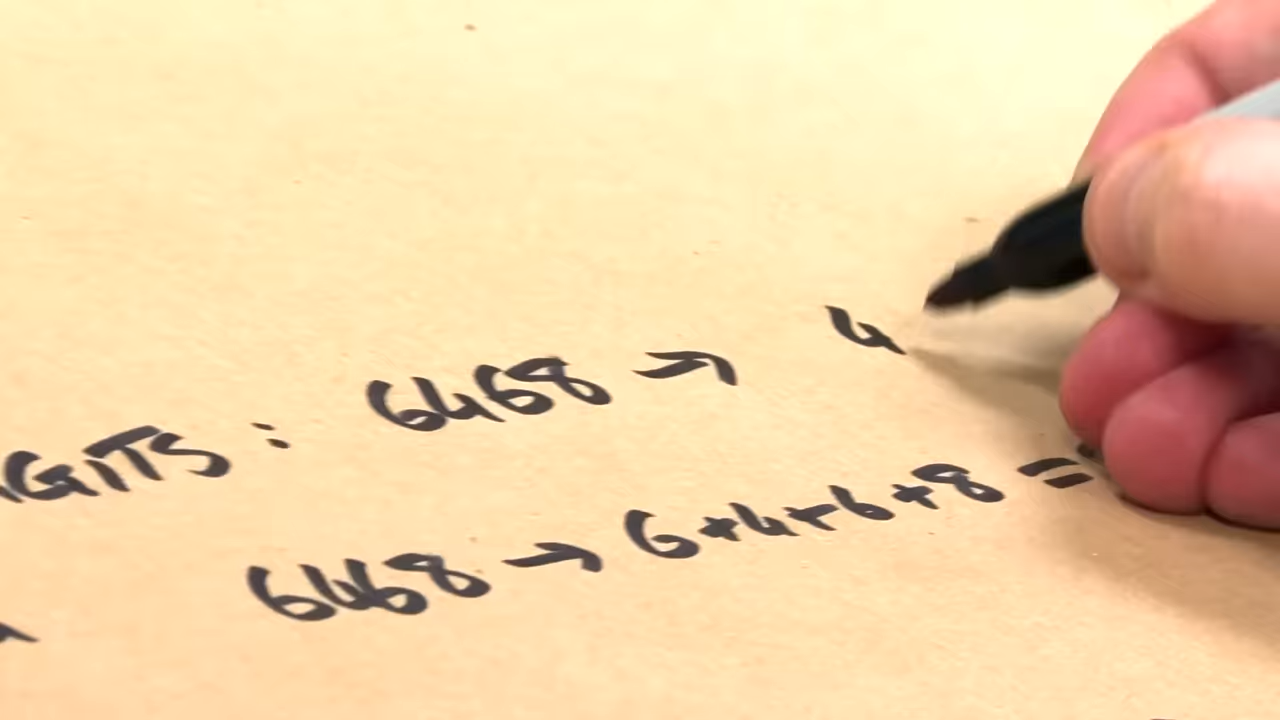 IGITS : 6468 → 4
6468 → 6+4+6+8 =